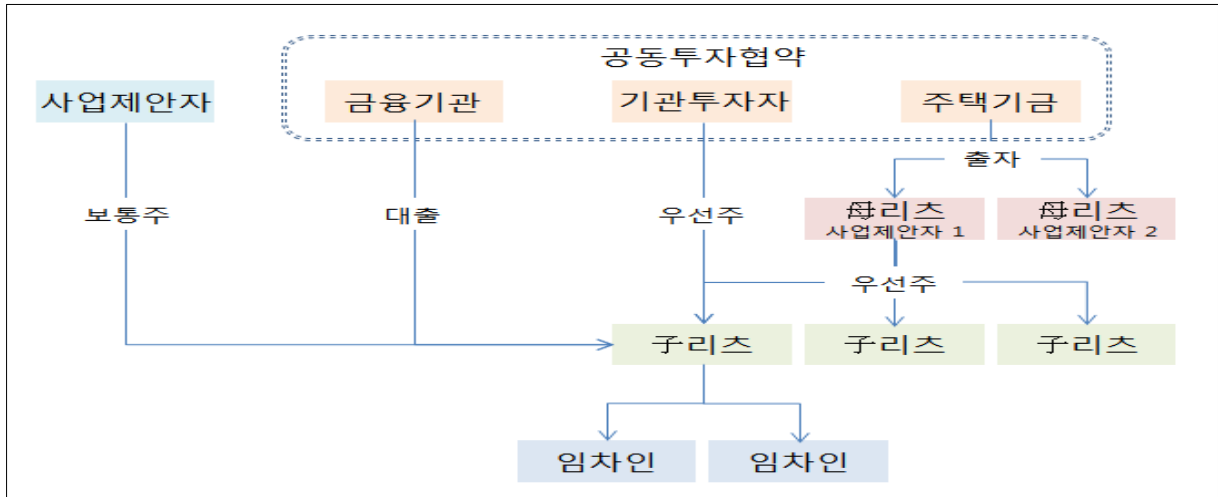 공동투자협약
사업제안자
금융기관
기관투자자
주택기금
출자
보통주
대출
우선주
母리츠
사업제안자 1
母리츠
사업제안자 2
우선주
子리츠
子리츠
子리츠
임차인
임차인